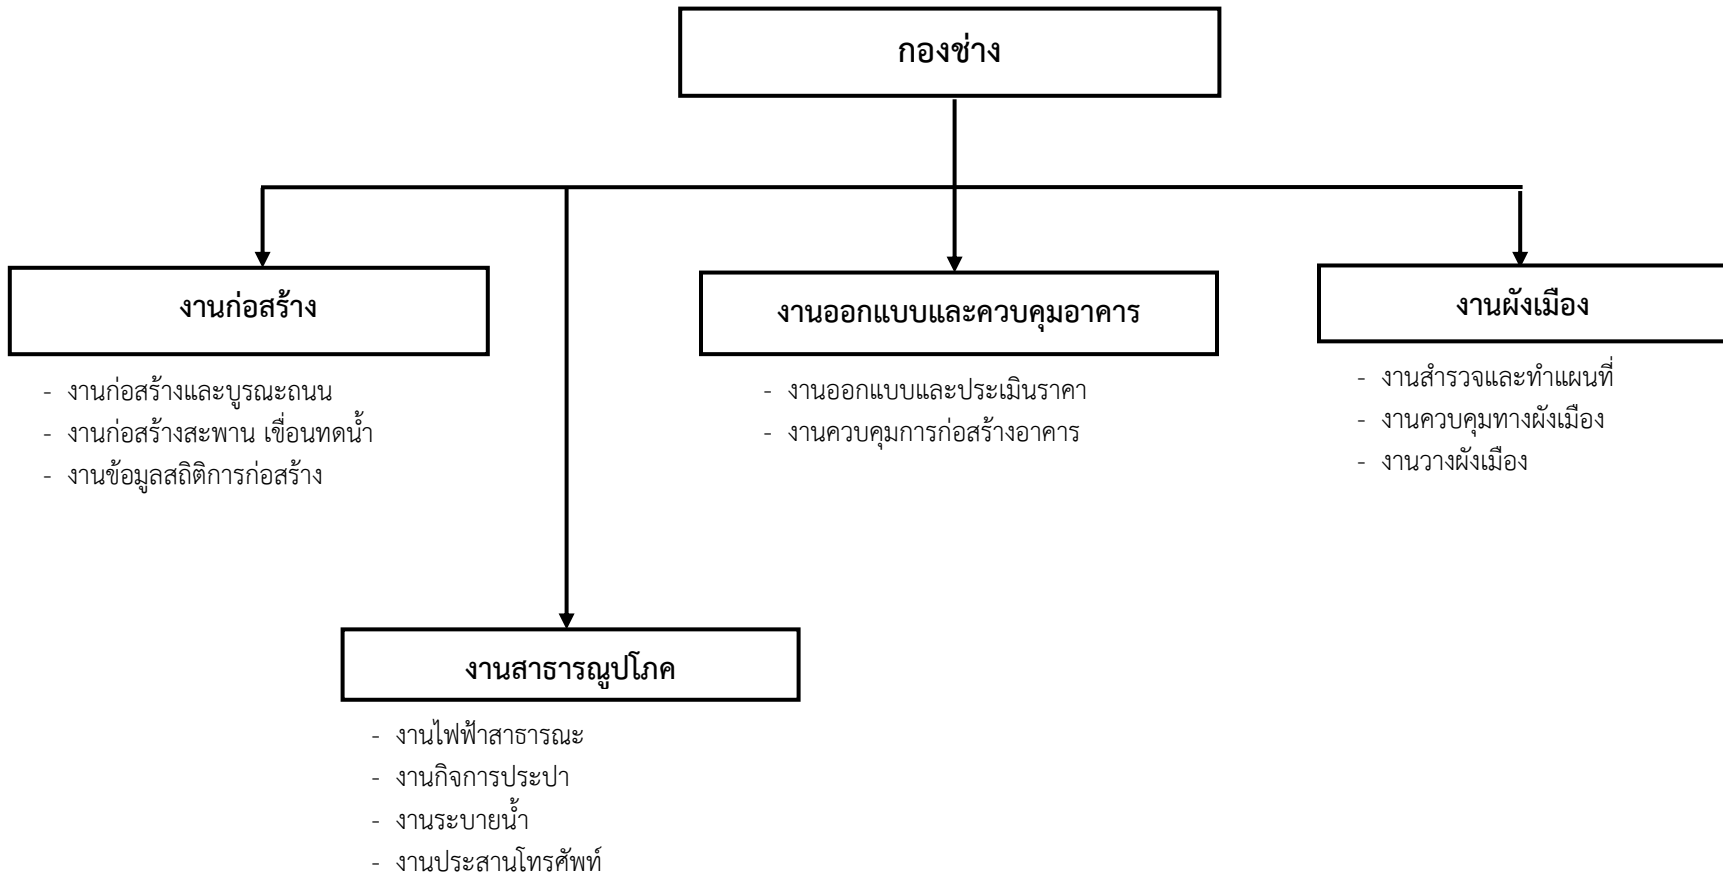 กองช่าง
งานก่อสร้าง
- งานก่อสร้างและบูรณะถนน
- งานก่อสร้างสะพาน เขื่อนทดน้ำ
- งานข้อมูลสถิติการก่อสร้าง
งานออกแบบและควบคุมอาคาร
- งานออกแบบและประเมินราคา
- งานควบคุมการก่อสร้างอาคาร
งานผังเมือง
- งานสำรวจและทำแผนที่
- งานควบคุมทางผังเมือง
- งานวางผังเมือง
งานสาธารณูปโภค
- งานไฟฟ้าสาธารณะ
- งานกิจการประปา
- งานระบายน้ำ
- งานประสานโทรศัพท์